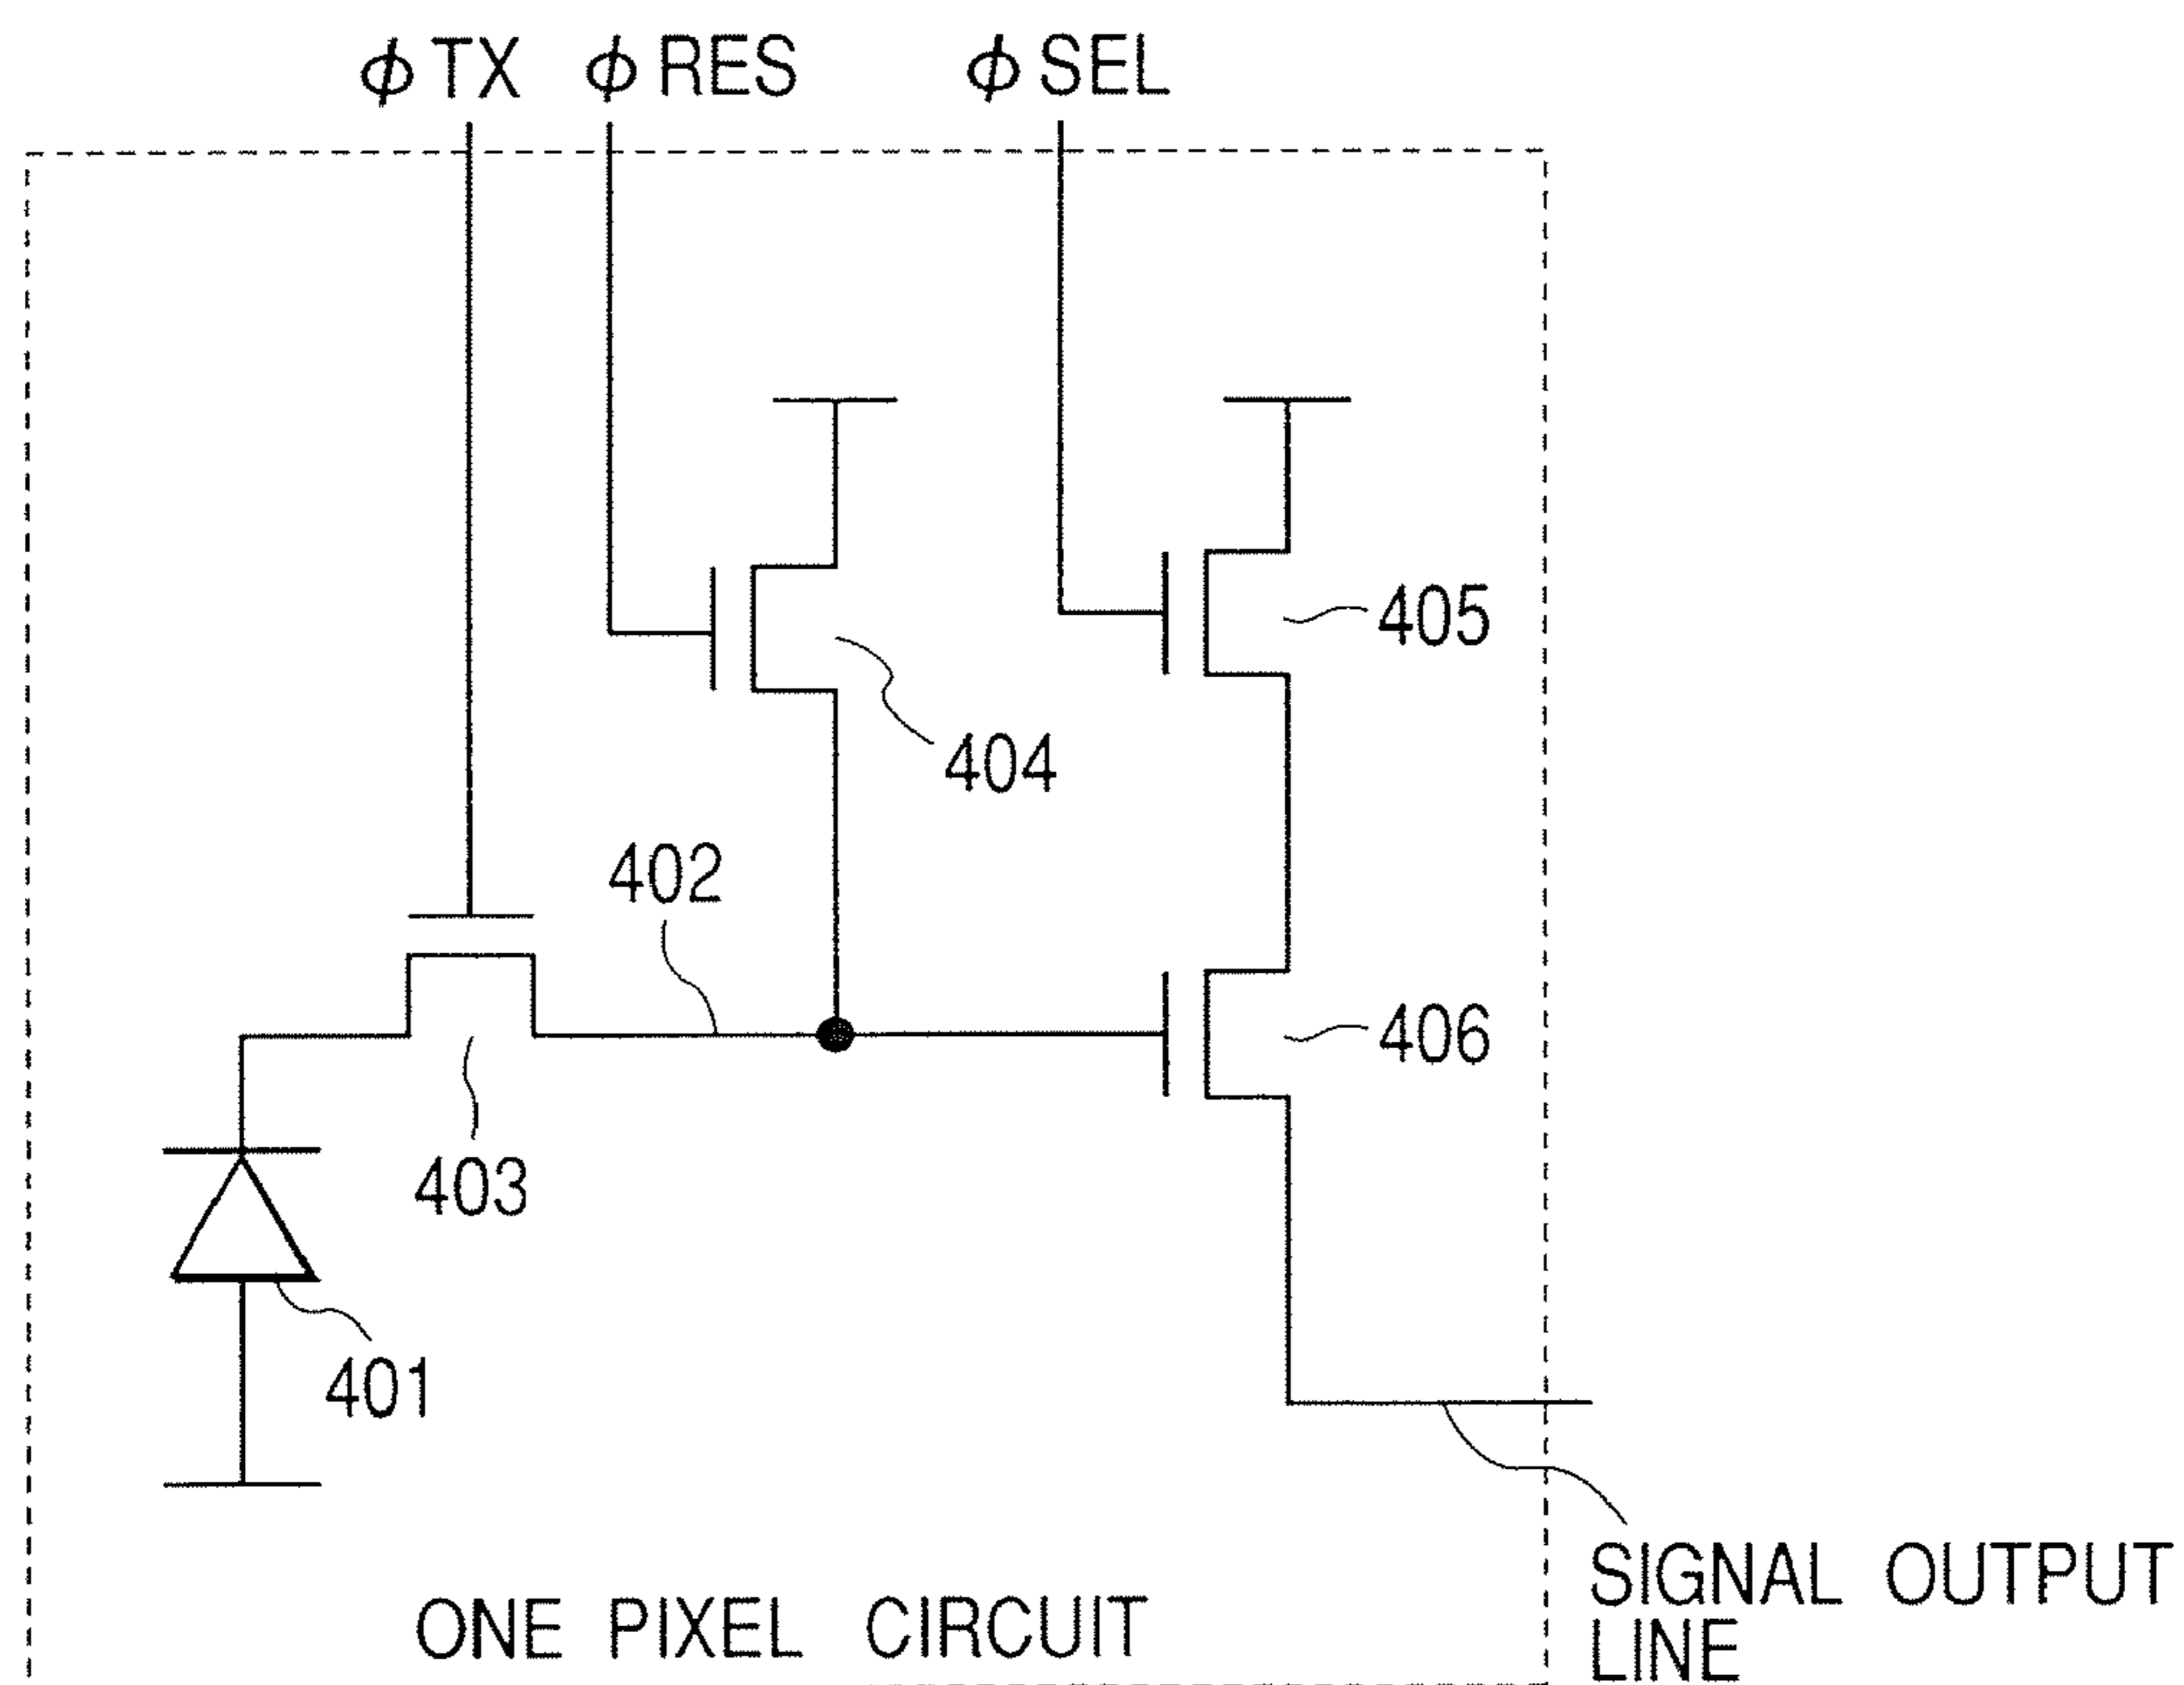 ϕTX ϕRES ϕSEL
405
404
402
406
403
401
SIGNAL OUTPUT
LINE
ONE PIXEL CIRCUIT